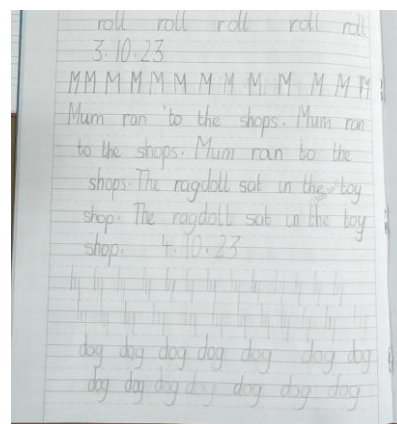 roll roll roll roll roll
3.10.23
M M M M M M M M M M M M M
Mum ran to the shops. Mum ran
to the shops. Mum ran to the
shops. The ragdoll sat in the toy
shop. The ragdoll sat in the toy
shop. 4.10.23
dog dog dog dog dog dog dog
dog dog dog dog dog dog dog